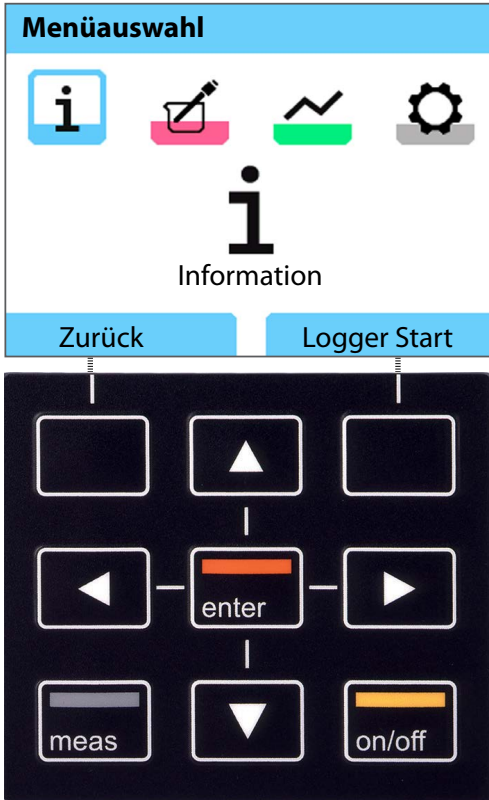 Menüauswahl
i
i
Information
Zurück Logger Start
enter
meas
on/off